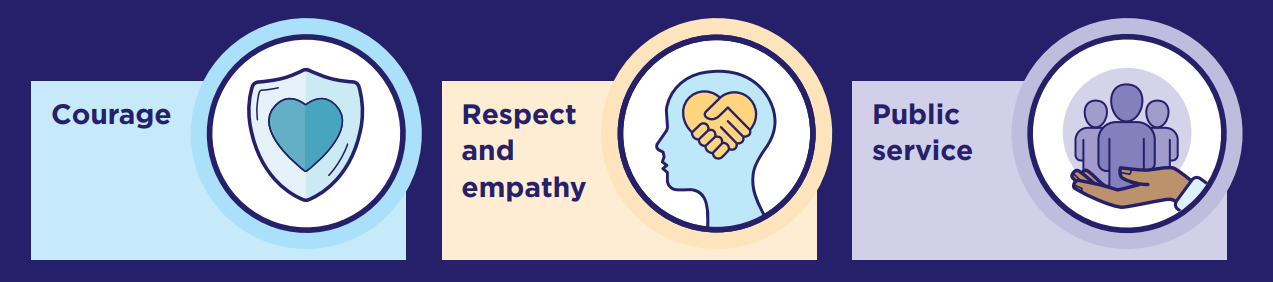 Courage
Respect
and
empathy
Public
service